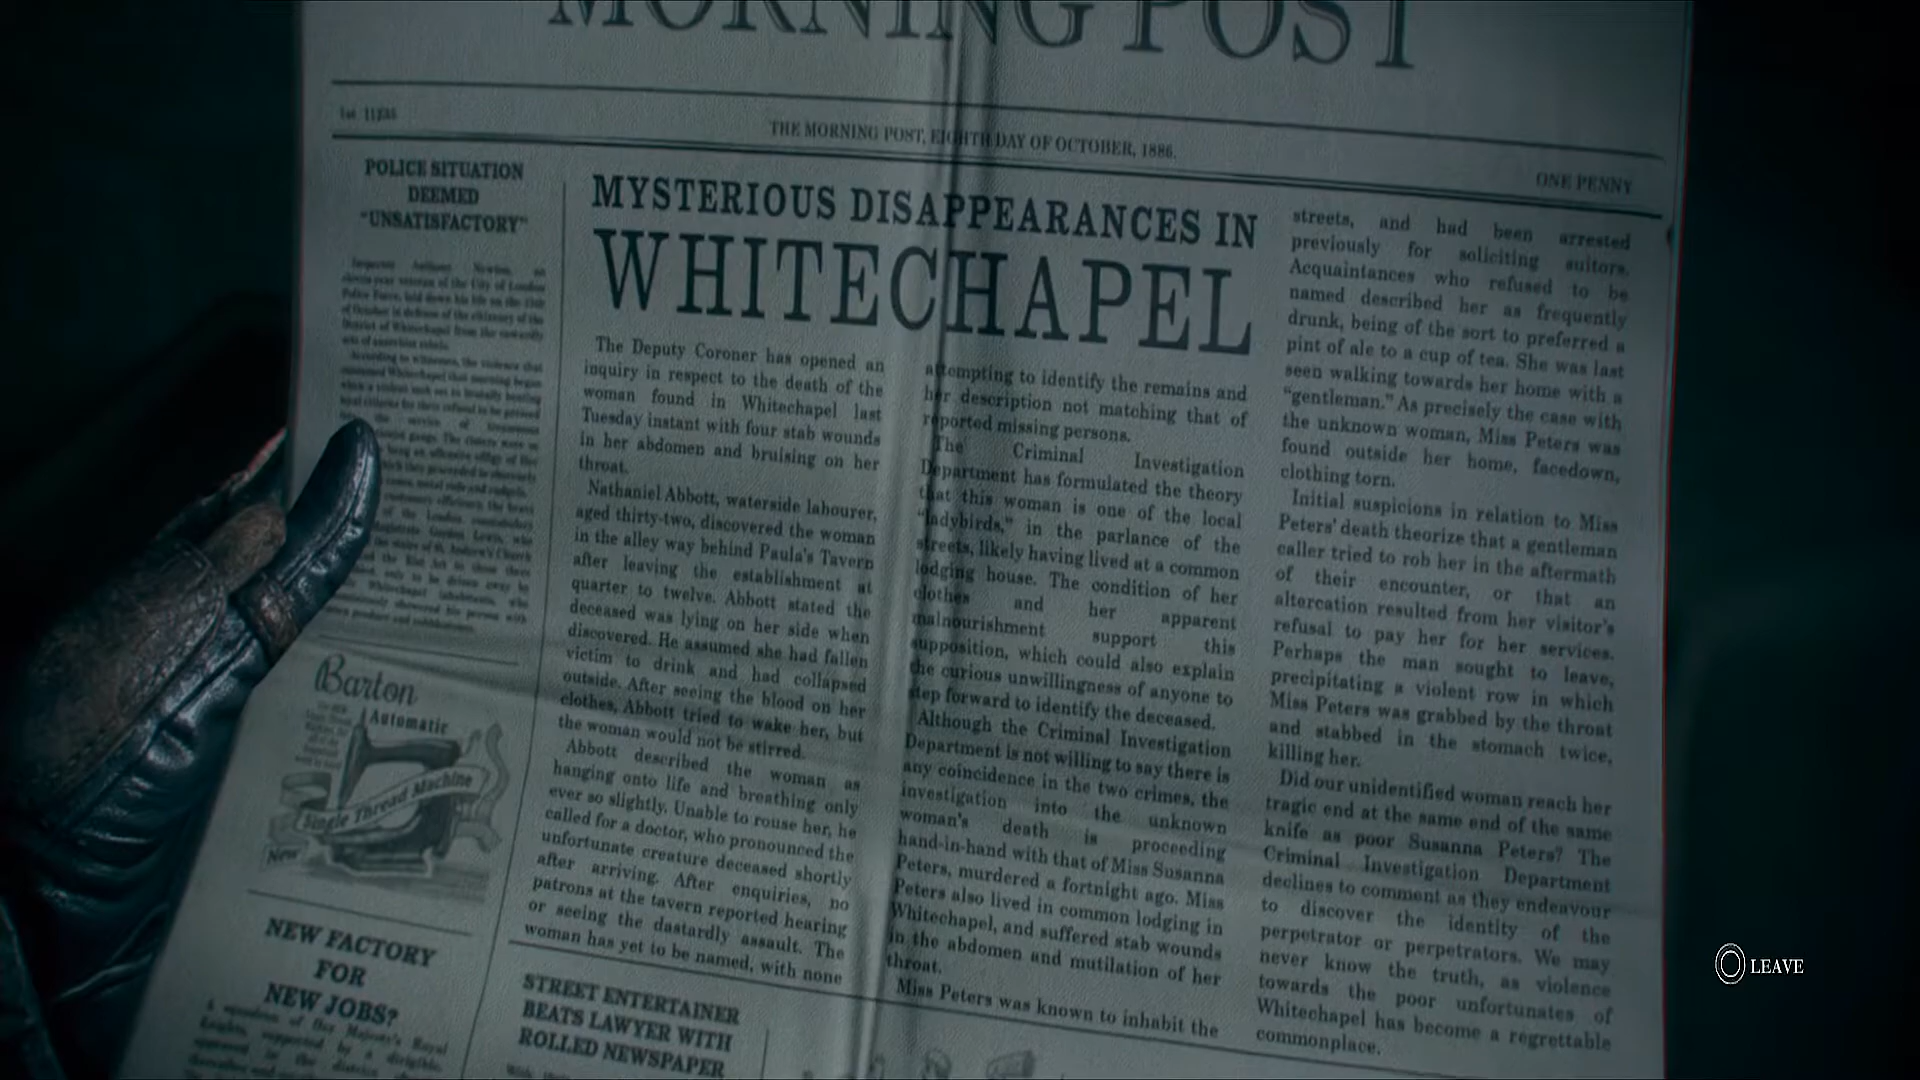 MORNING POST
THE MORNING POST, EIGHTH DAY OF OCTOBER, 1886.
ONE PENNY
POLICE SITUATION
DEEMED
"UNSATISFACTORY"
Barton
Automatic
Single Thread Machine
New
NEW FACTORY
FOR
NEW JOBS?
MYSTERIOUS DISAPPEARANCES IN
WHITECHAPEL
The Deputy Coroner has opened an
inquiry in respect to the death of the
woman found in Whitechapel last
Tuesday instant with four stab wounds
in her abdomen and bruising on her
throat.
Nathaniel Abbott, waterside labourer,
aged thirty-two, discovered the woman
in the alley way behind Paula's Tavern
after leaving the establishment at
quarter to twelve. Abbott stated the
deceased was lying on her side when
discovered. He assumed she had fallen
victim to drink and had collapsed
outside. After seeing the blood on her
clothes, Abbott tried to wake her, but
the woman would not be stirred.
Abbott described the woman as
hanging onto life and breathing only
ever so slightly. Unable to rouse her, he
called for a doctor, who pronounced the
unfortunate creature deceased shortly
after arriving. After enquiries, no
patrons at the tavern reported hearing
or seeing the dastardly assault. The
woman has yet to be named, with none
attempting to identify the remains and
her description not matching that of
reported missing persons.
The Criminal Investigation
Department has formulated the theory
that this woman is one of the local
"ladybirds," in the parlance of the
streets, likely having lived at a common
lodging house. The condition of her
clothes and her apparent
malnourishment support this
supposition, which could also explain
the curious unwillingness of anyone to
step forward to identify the deceased.
Although the Criminal Investigation
Department is not willing to say there is
any coincidence in the two crimes, the
investigation into the unknown
woman's death is proceeding
hand-in-hand with that of Miss Susanna
Peters, murdered a fortnight ago. Miss
Peters also lived in common lodging in
Whitechapel, and suffered stab wounds
in the abdomen and mutilation of her
throat.
Miss Peters was known to inhabit the
streets, and had been arrested
previously for soliciting suitors.
Acquaintances who refused to be
named described her as frequently
drunk, being of the sort to preferred a
pint of ale to a cup of tea. She was last
seen walking towards her home with a
"gentleman." As precisely the case with
the unknown woman, Miss Peters was
found outside her home, facedown,
clothing torn.
Initial suspicions in relation to Miss
Peters' death theorize that a gentleman
caller tried to rob her in the aftermath
of their encounter, or that an
altercation resulted from her visitor's
refusal to pay her for her services.
Perhaps the man sought to leave,
precipitating a violent row in which
Miss Peters was grabbed by the throat
and stabbed in the stomach twice,
killing her.
Did our unidentified woman reach her
tragic end at the same end of the same
knife as poor Susanna Peters? The
Criminal Investigation Department
declines to comment as they endeavour
to discover the identity of the
perpetrator or perpetrators. We may
never know the truth, as violence
towards the poor unfortunates of
Whitechapel has become a regrettable
commonplace.
STREET ENTERTAINER
BEATS LAWYER WITH
ROLLED NEWSPAPER
LEAVE